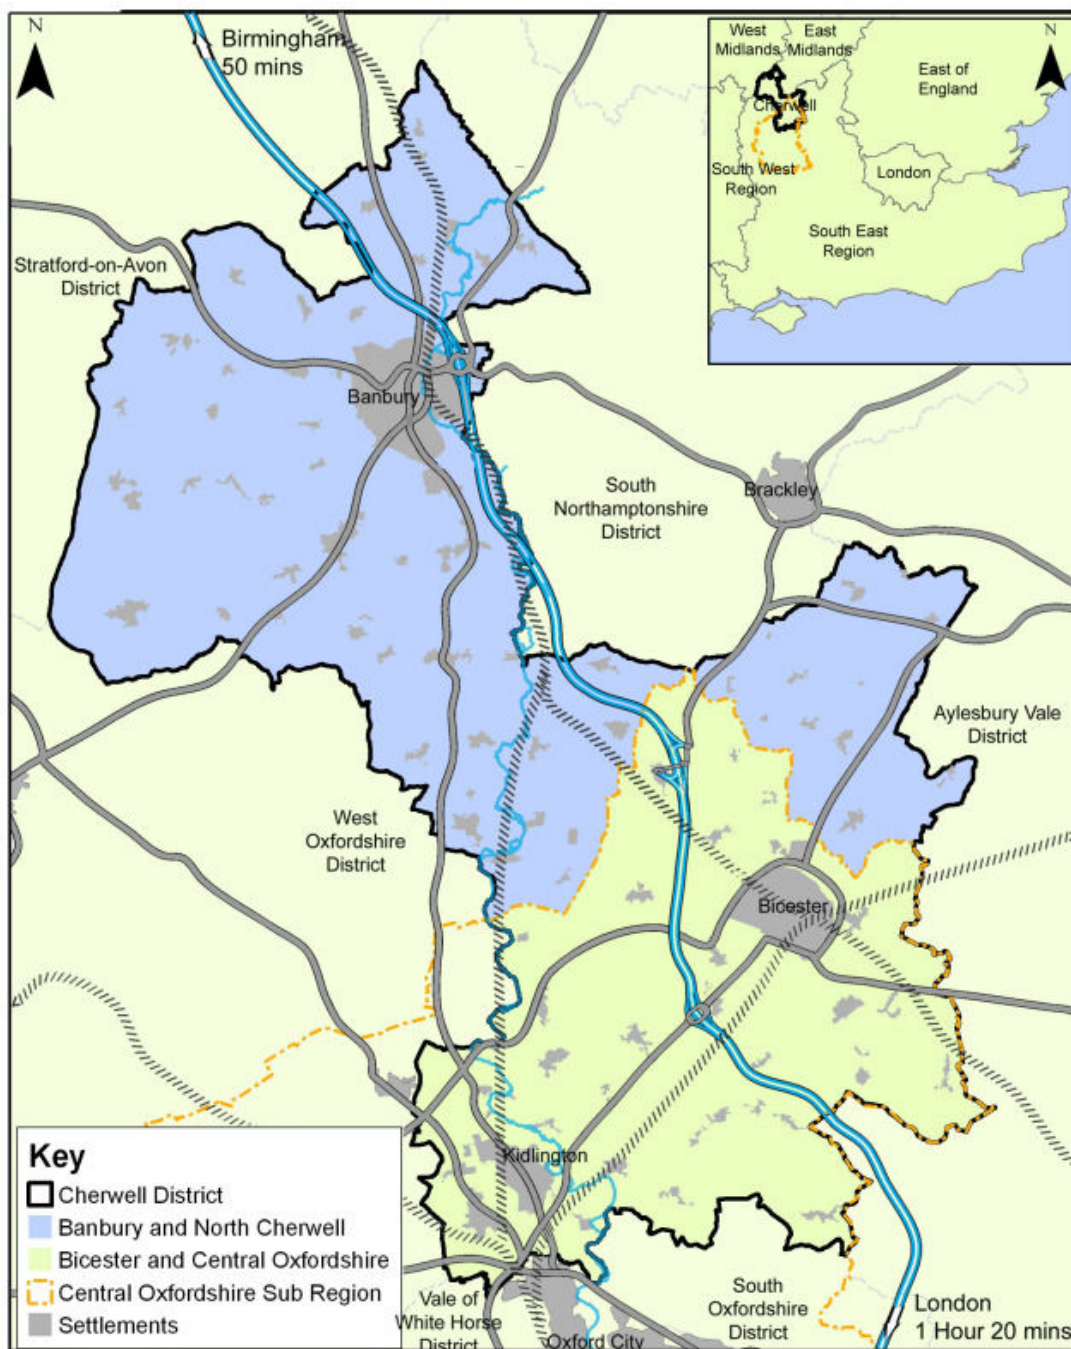 N
Birmingham
50 mins
West
Midlands
East
Midlands
N
East of
England
Cherwell
London
South West
Region
South East
Region
Stratford-on-Avon
District
Banbury
South
Northamptonshire
District
Brackley
Aylesbury Vale
District
West
Oxfordshire
District
Bicester
Kidlington
Key
Cherwell District
Banbury and North Cherwell
Bicester and Central Oxfordshire
Central Oxfordshire Sub Region
Settlements
Vale of
White Horse
District
Oxford City
South
Oxfordshire
District
London
1 Hour 20 mins